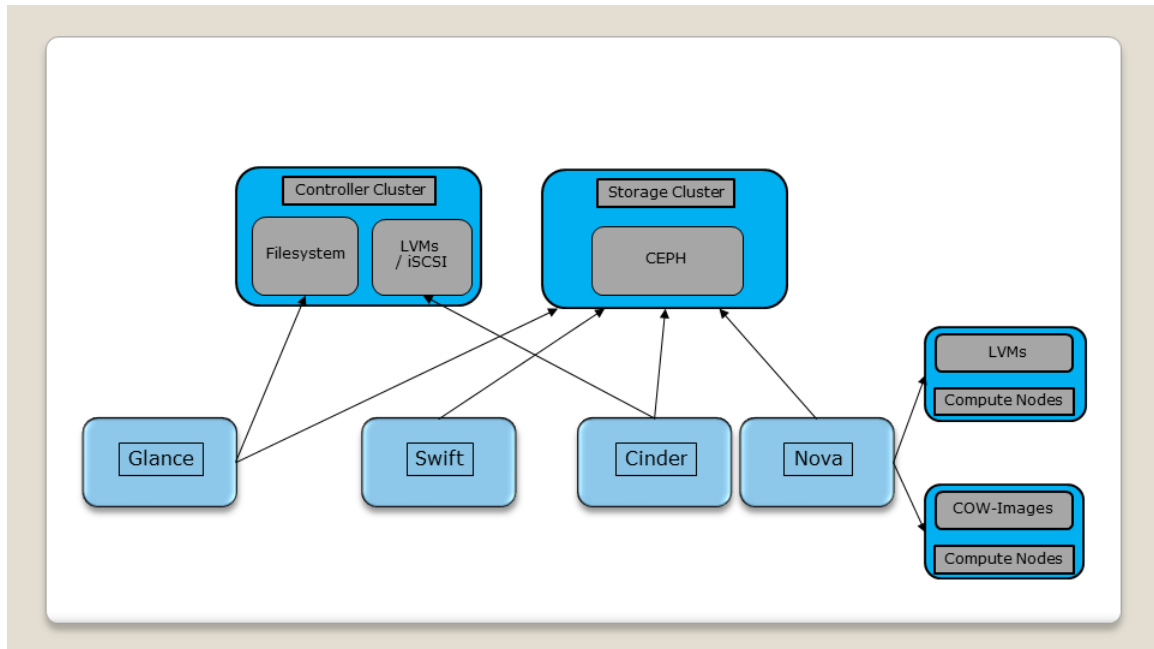 Controller Cluster
Filesystem
LVMs
/ iSCSI
Storage Cluster
CEPH
LVMs
Compute Nodes
Glance
Swift
Cinder
Nova
COW-Images
Compute Nodes